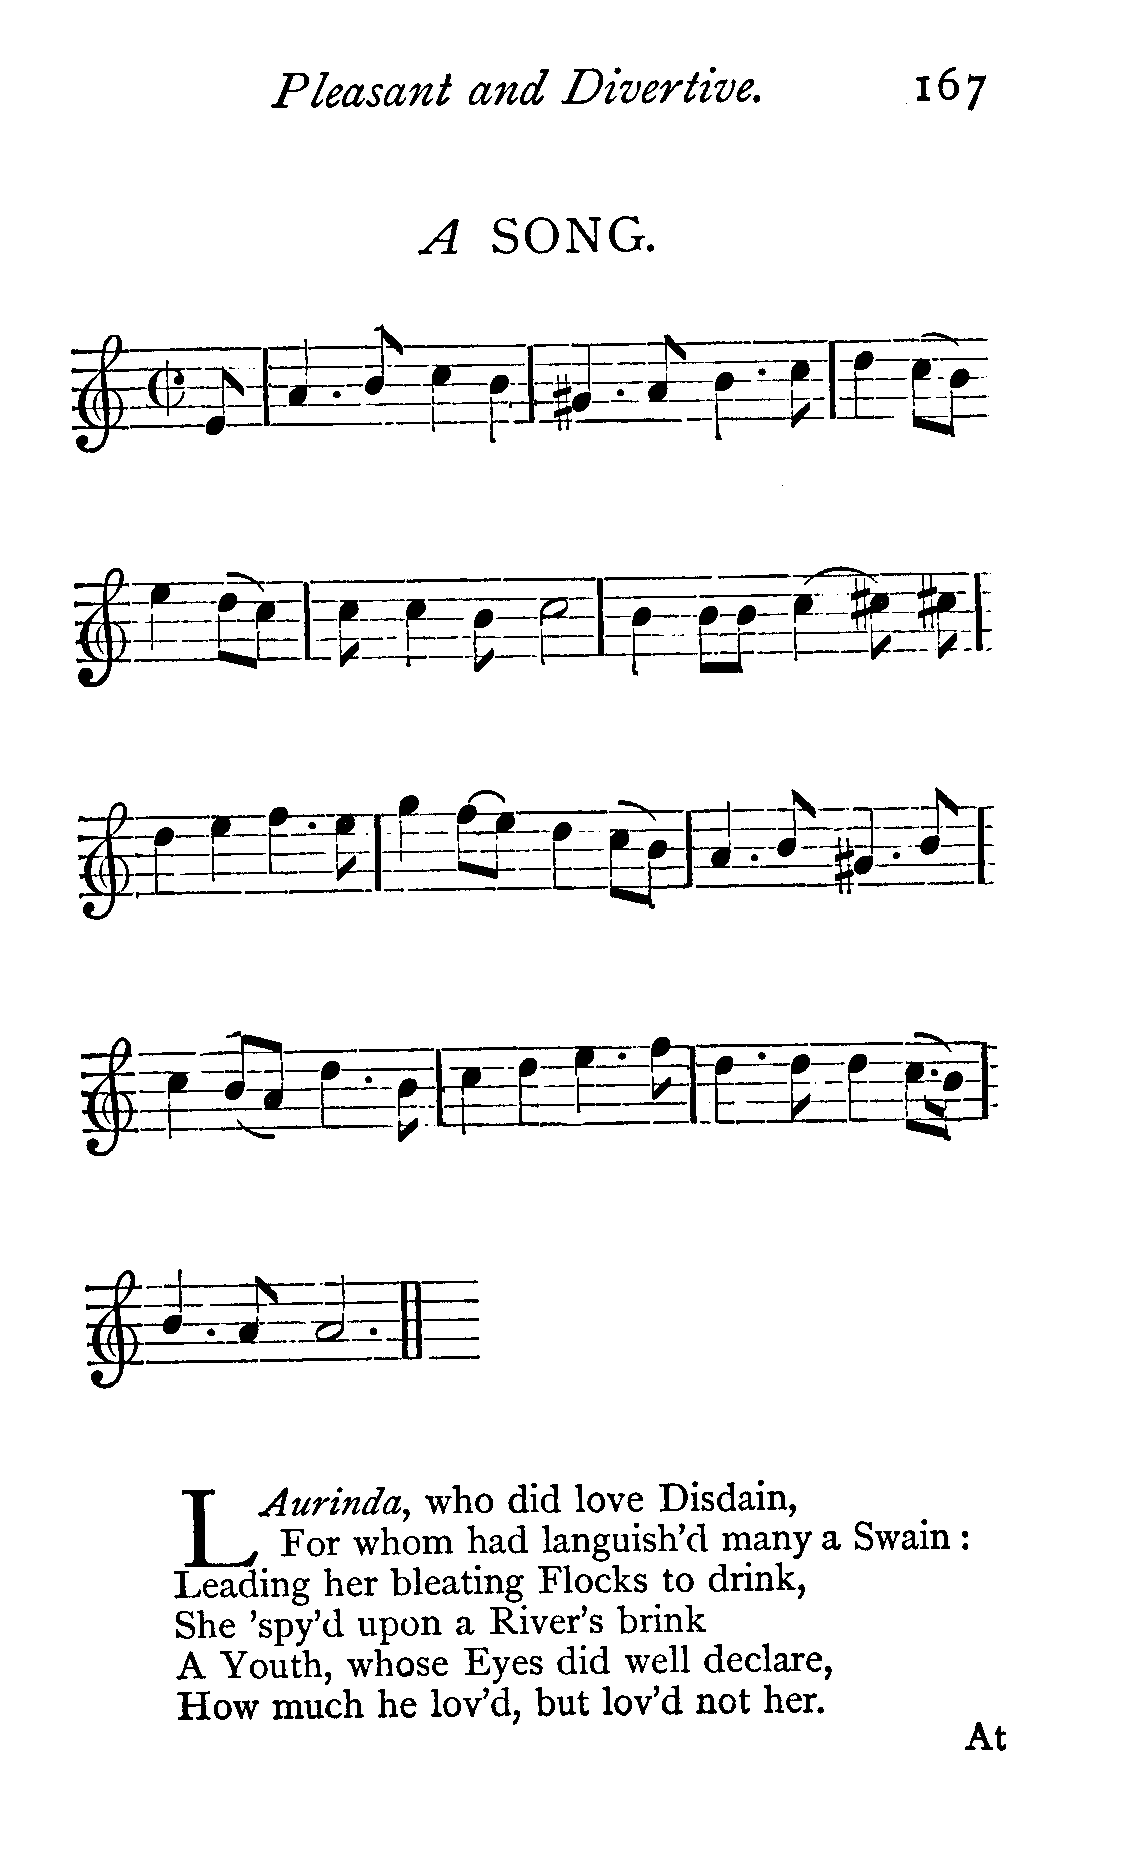 Pleasant and Divertive. 167
A SONG.
LAurinda, who did love Disdain,
For whom had languish'd many a Swain :
Leading her bleating Flocks to drink,
She 'spy'd upon a River's brink
A Youth, whose Eyes did well declare,
How much he lov'd, but lov'd not her.
At